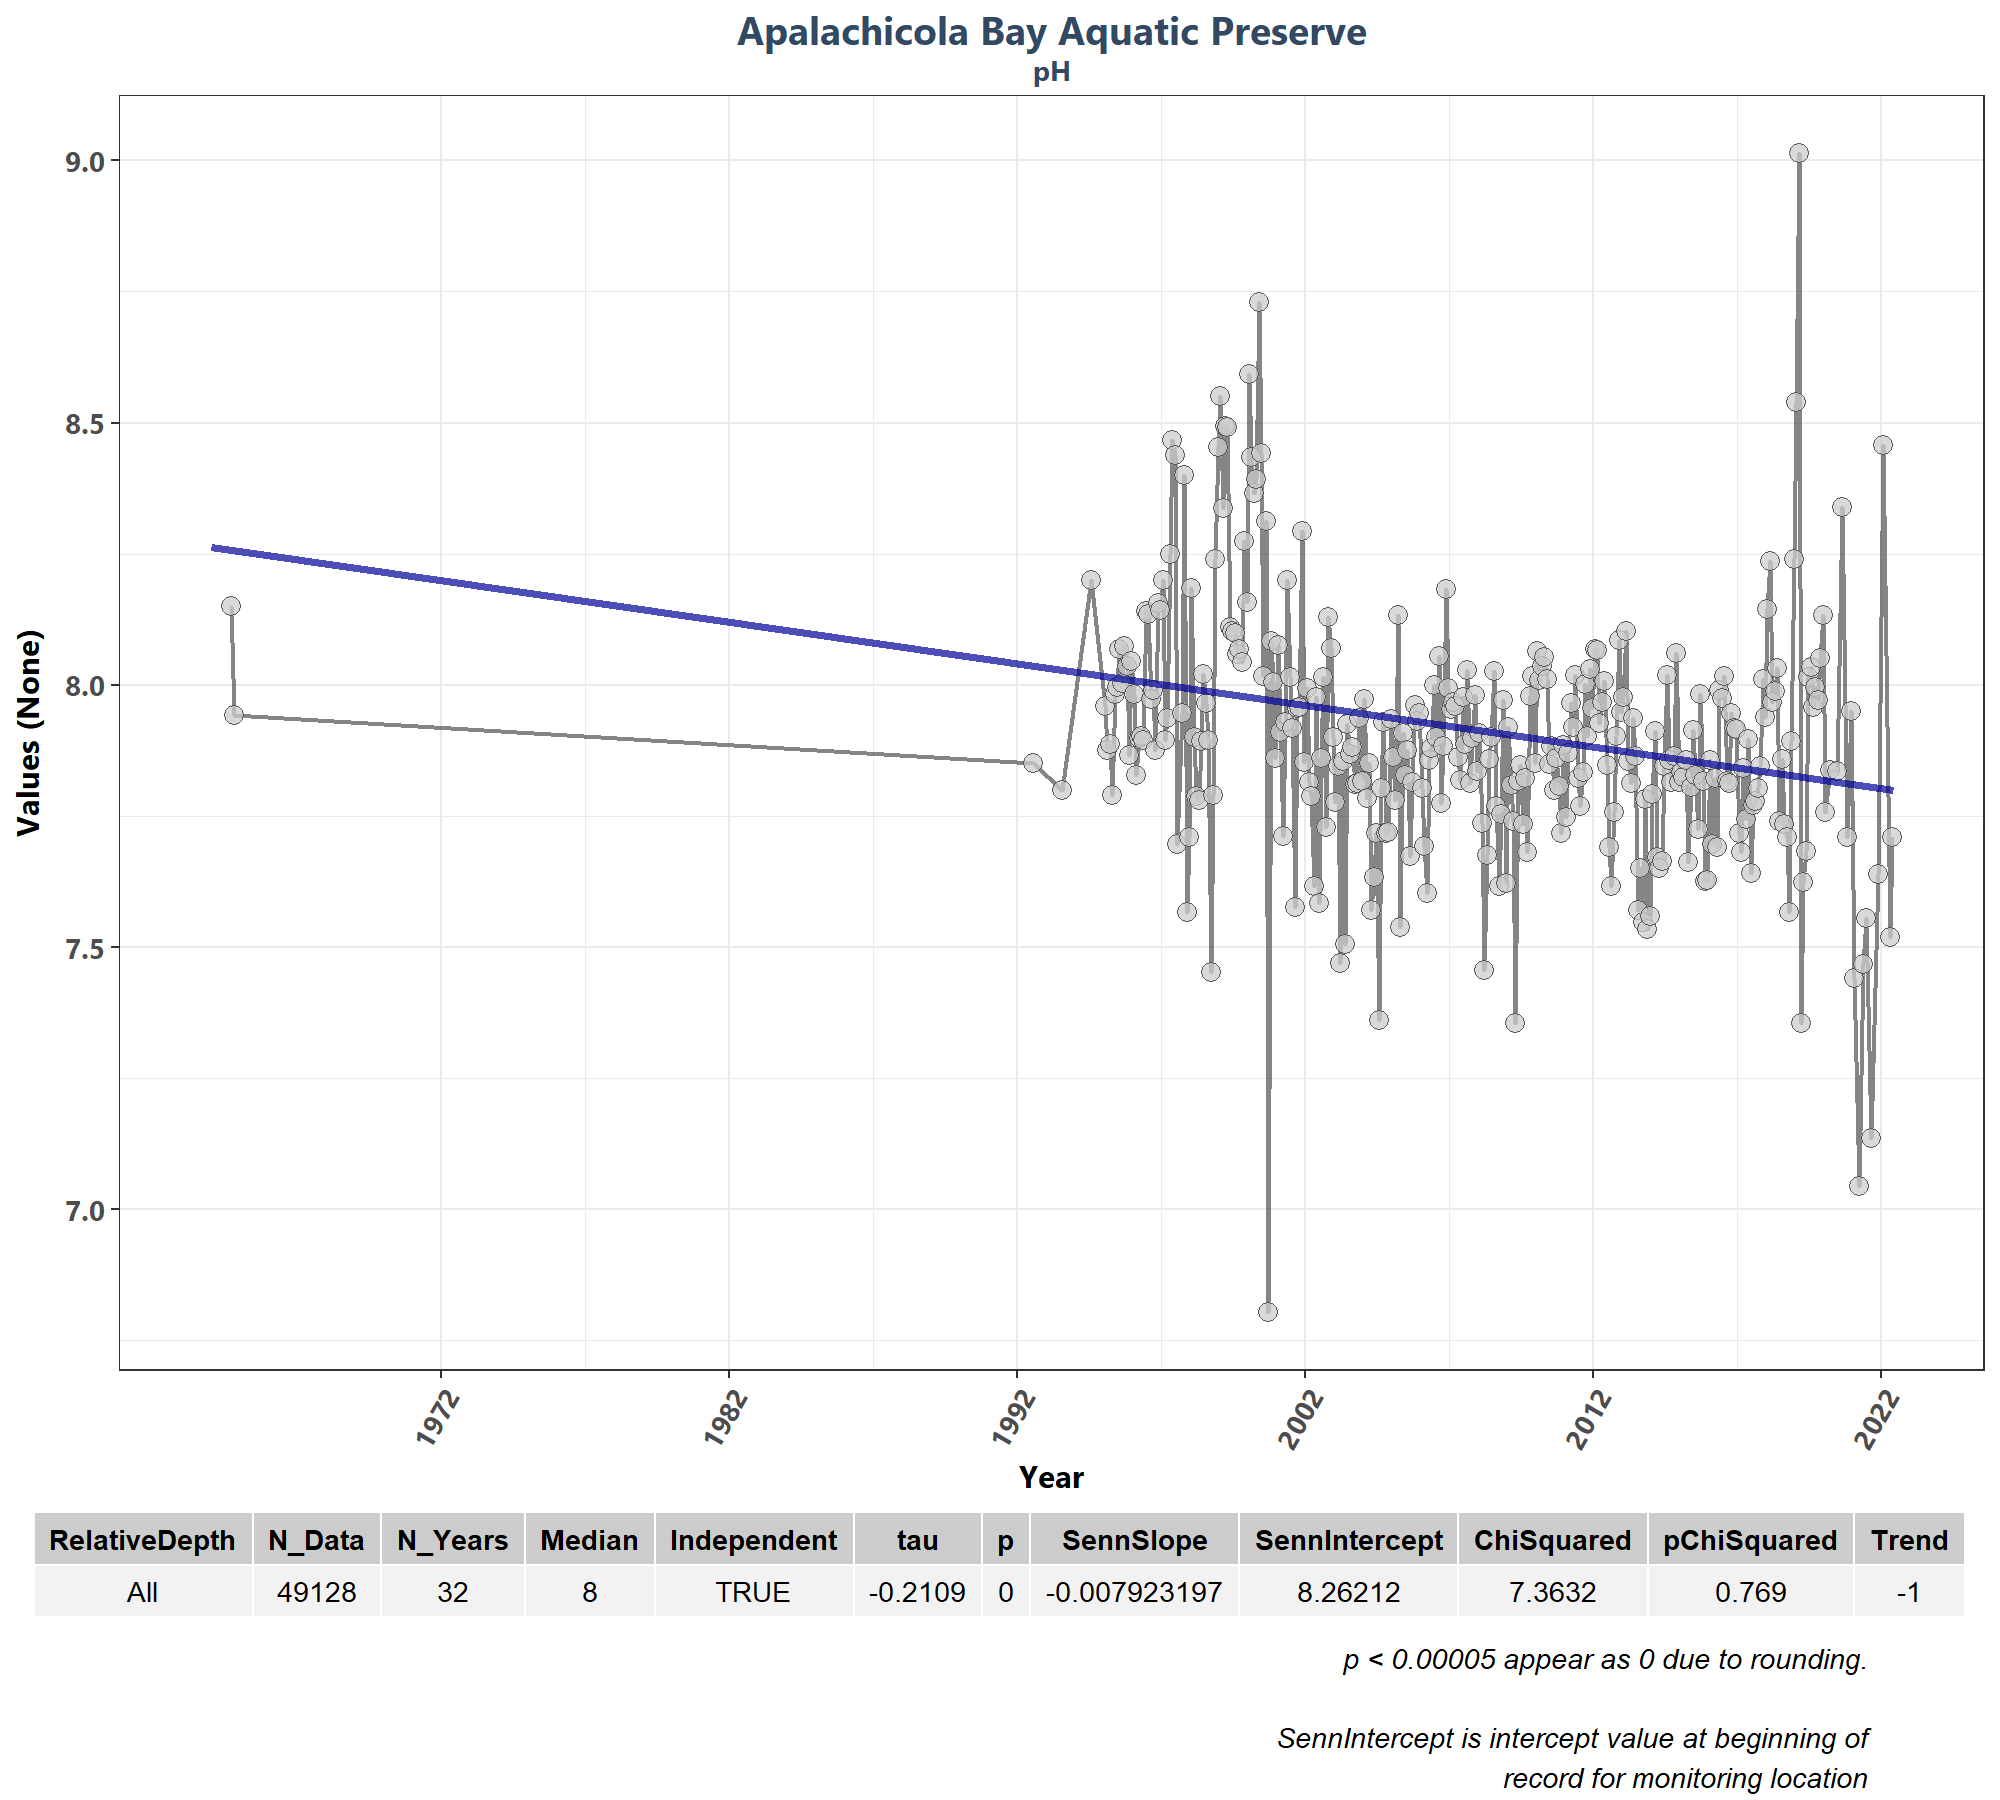 Apalachicola Bay Aquatic Preserve
pH
Values (None)
9.0
8.5
8.0
7.5
7.0
1972
1982
1992
2002
2012
2022
Year
RelativeDepth N_Data N_Years Median Independent tau p SennSlope SennIntercept ChiSquared pChiSquared Trend
All 49128 32 8 TRUE -0.2109 0 -0.007923197 8.26212 7.3632 0.769 -1
p < 0.00005 appear as 0 due to rounding.
SennIntercept is intercept value at beginning of
record for monitoring location